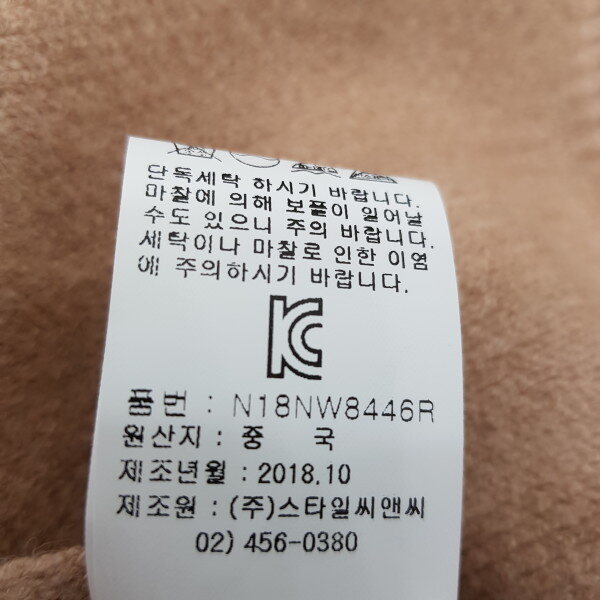 단독세탁 하시기 바랍니다.
마찰에 의해 보풀이 일어날
수도 있으니 주의 바랍니다.
세탁이나 마찰로 인한 이염
에 주의하시기 바랍니다.
KC
품번 : N18NW8446R
원산지 : 중 국
제조년월 : 2018.10
제조원 : (주)스타일씨앤씨
02) 456-0380